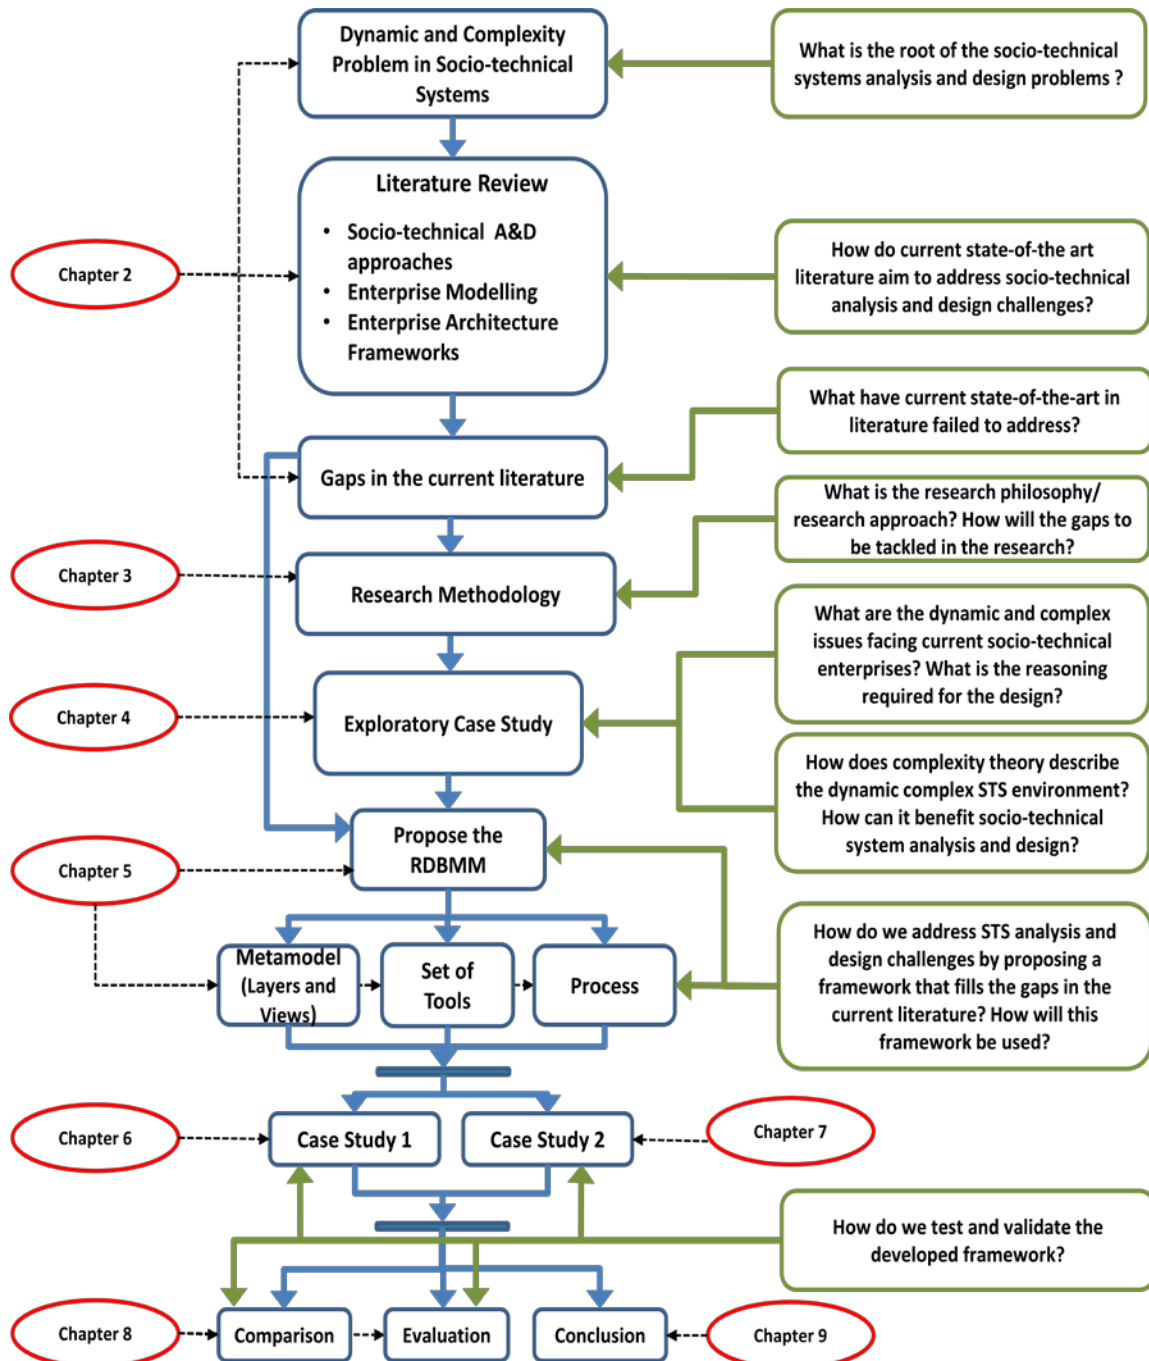 Dynamic and Complexity
Problem in Socio-technical
Systems
What is the root of the socio-technical
systems analysis and design problems ?
Literature Review
• Socio-technical A&D
approaches
• Enterprise Modelling
• Enterprise Architecture
Frameworks
Chapter 2
How do current state-of-the art
literature aim to address socio-technical
analysis and design challenges?
What have current state-of-the-art in
literature failed to address?
Gaps in the current literature
What is the research philosophy/
research approach? How will the gaps to
be tackled in the research?
Chapter 3
Research Methodology
What are the dynamic and complex
issues facing current socio-technical
enterprises? What is the reasoning
required for the design?
Chapter 4
Exploratory Case Study
How does complexity theory describe
the dynamic complex STS environment?
How can it benefit socio-technical
system analysis and design?
Propose the
RDBMM
Chapter 5
Metamodel
(Layers and
Views)
Set of
Tools
Process
How do we address STS analysis and
design challenges by proposing a
framework that fills the gaps in the
current literature? How will this
framework be used?
Chapter 6
Case Study 1
Case Study 2
Chapter 7
How do we test and validate the
developed framework?
Chapter 8
Comparison
Evaluation
Conclusion
Chapter 9